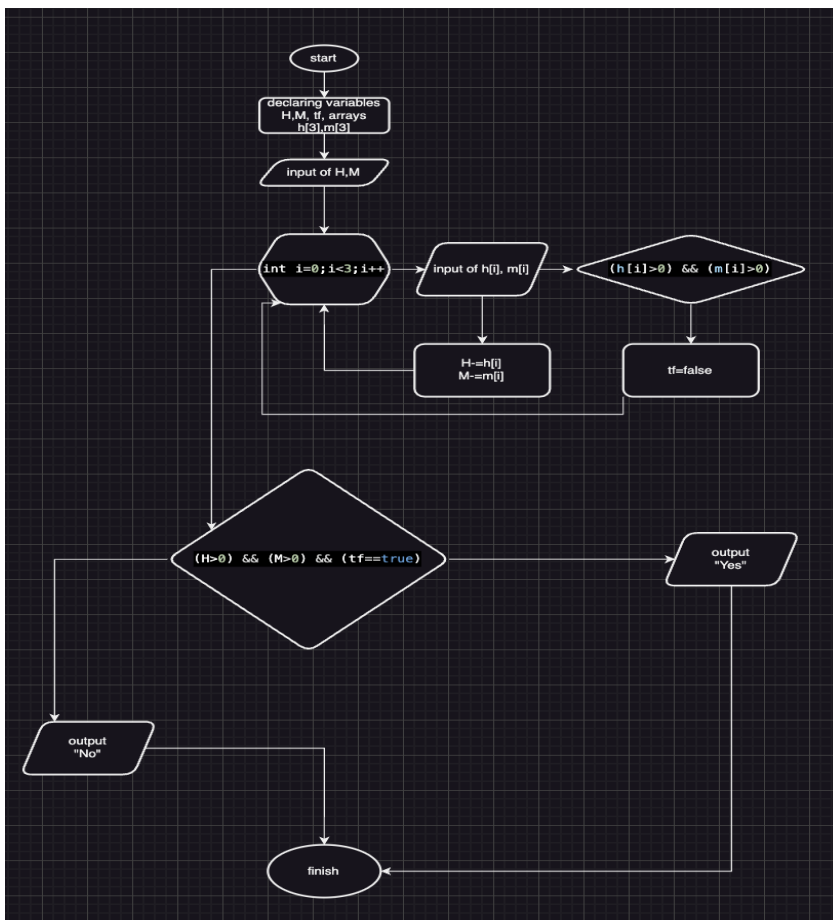 start
declaring variables
H,M, tf, arrays
h[3],m[3]
input of H,M
int i=0;i<3;i++
input of h[i], m[i]
(h[i]>0) && (m[i]>0)
H-=h[i]
M-=m[i]
tf=false
(H>0) && (M>0) && (tf==true)
output
"Yes"
output
"No"
finish